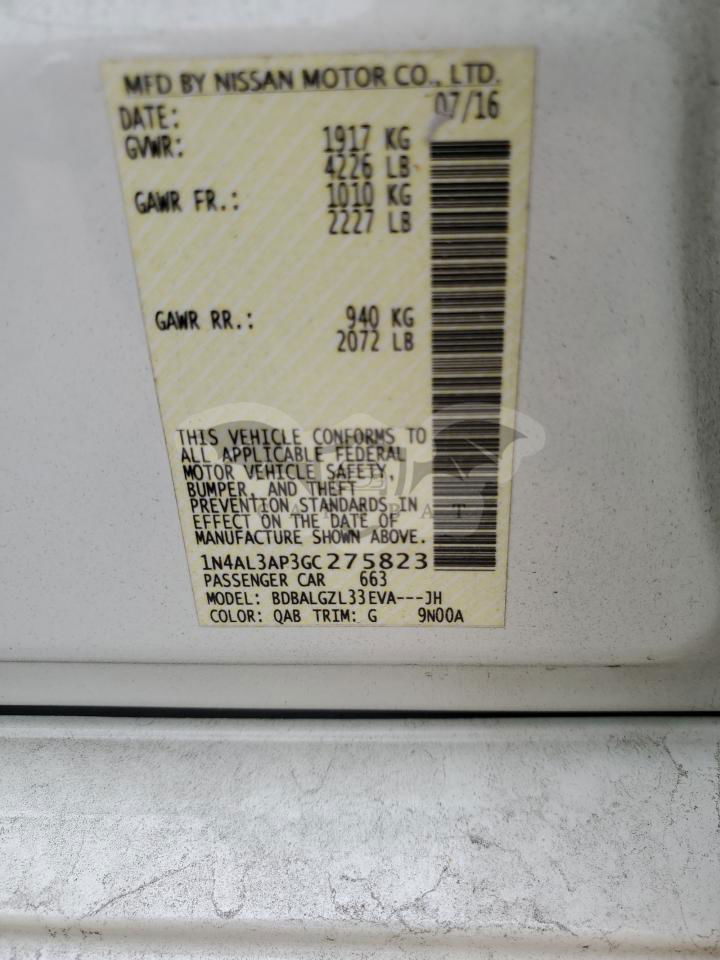 MFD BY NISSAN MOTOR CO., LTD.
DATE: 07/16
GVWR: 1917 KG
4226 LB
GAWR FR.: 1010 KG
2227 LB
GAWR RR.: 940 KG
2072 LB
THIS VEHICLE CONFORMS TO
ALL APPLICABLE FEDERAL
MOTOR VEHICLE SAFETY,
BUMPER, AND THEFT
PREVENTION STANDARDS IN
EFFECT ON THE DATE OF
MANUFACTURE SHOWN ABOVE.
1N4AL3AP3GC275823
PASSENGER CAR 663
MODEL: BDBALGZL33EVA---JH
COLOR: QAB TRIM: G 9N00A